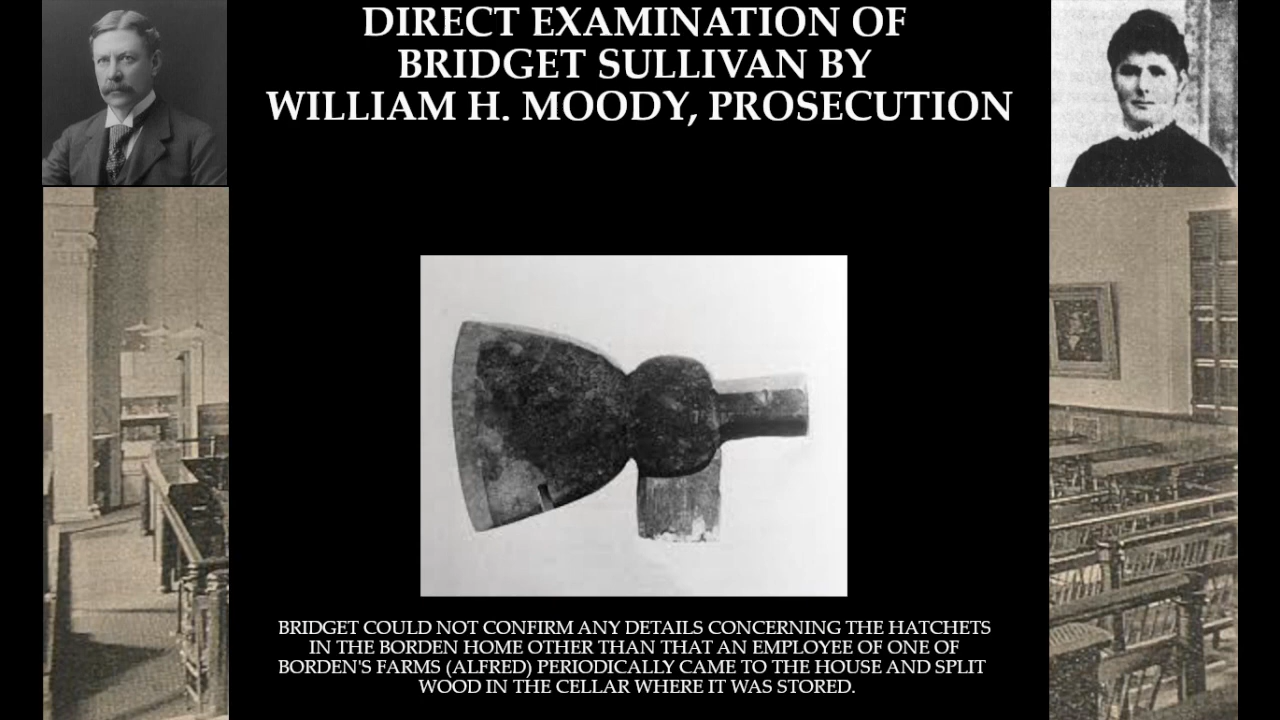 DIRECT EXAMINATION OF
BRIDGET SULLIVAN BY
WILLIAM H. MOODY, PROSECUTION
BRIDGET COULD NOT CONFIRM ANY DETAILS CONCERNING THE HATCHETS
IN THE BORDEN HOME OTHER THAN THAT AN EMPLOYEE OF ONE OF
BORDEN'S FARMS (ALFRED) PERIODICALLY CAME TO THE HOUSE AND SPLIT
WOOD IN THE CELLAR WHERE IT WAS STORED.